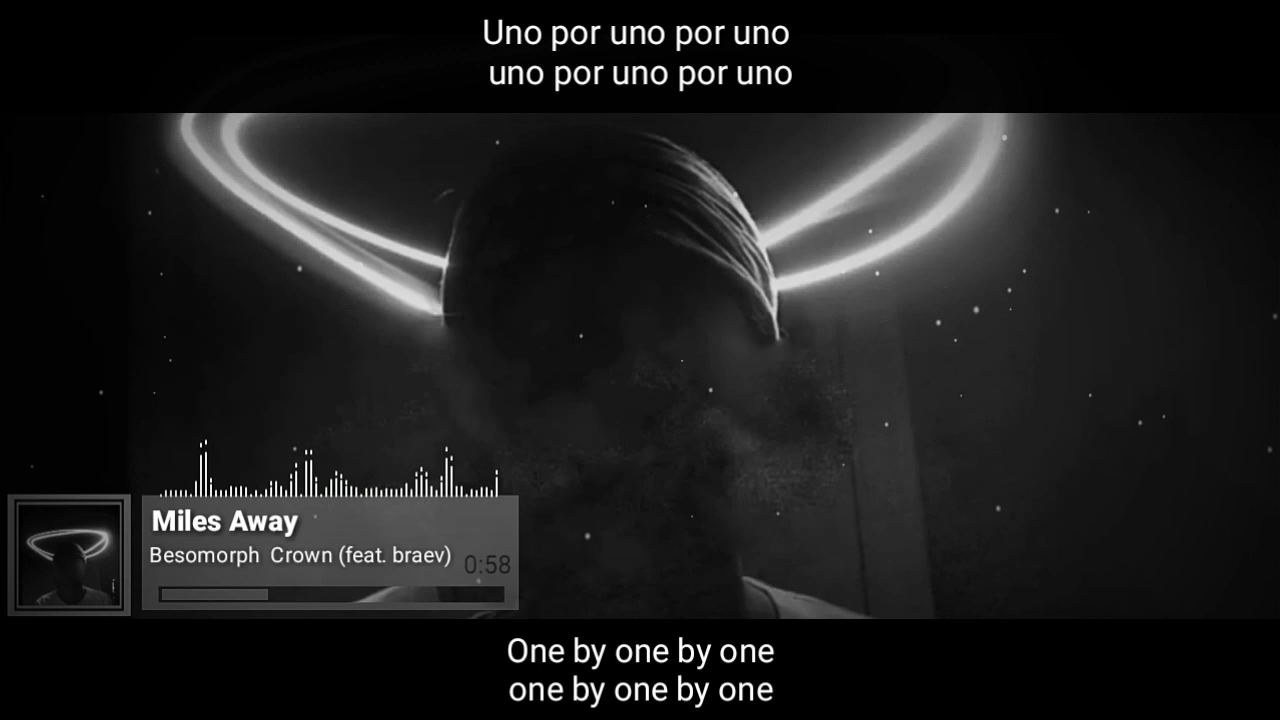 Uno por uno por uno
uno por uno por uno
Miles Away
Besomorph Crown (feat. braev)
0:58
One by one by one
one by one by one